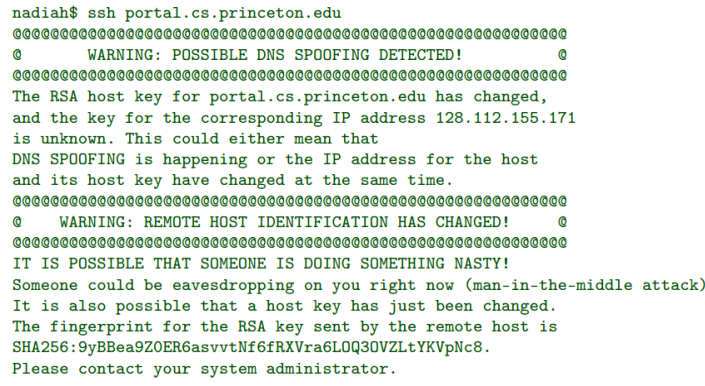 nadiah$ ssh portal.cs.princeton.edu
@@@@@@@@@@@@@@@@@@@@@@@@@@@@@@@@@@@@@@@@@@@@@@@@@@@@@@@@@@@
@       WARNING: POSSIBLE DNS SPOOFING DETECTED!          @
@@@@@@@@@@@@@@@@@@@@@@@@@@@@@@@@@@@@@@@@@@@@@@@@@@@@@@@@@@@
The RSA host key for portal.cs.princeton.edu has changed,
and the key for the corresponding IP address 128.112.155.171
is unknown. This could either mean that
DNS SPOOFING is happening or the IP address for the host
and its host key have changed at the same time.
@@@@@@@@@@@@@@@@@@@@@@@@@@@@@@@@@@@@@@@@@@@@@@@@@@@@@@@@@@@
@    WARNING: REMOTE HOST IDENTIFICATION HAS CHANGED!     @
@@@@@@@@@@@@@@@@@@@@@@@@@@@@@@@@@@@@@@@@@@@@@@@@@@@@@@@@@@@
IT IS POSSIBLE THAT SOMEONE IS DOING SOMETHING NASTY!
Someone could be eavesdropping on you right now (man-in-the-middle attack)
It is also possible that a host key has just been changed.
The fingerprint for the RSA key sent by the remote host is
SHA256:9yBBea9Z0ER6asvvtNf6fRXVra6L0Q3OVZLtYKVpNc8.
Please contact your system administrator.